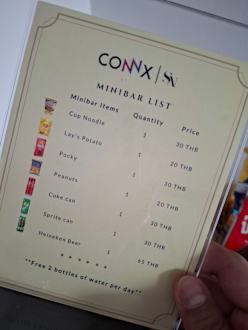 CONNX | SV
MINIBAR LIST
Minibar Items Quantity Price
Cup Noodle 1 30 THB
Lay's Potato 1 20 THB
Pocky 1 30 THB
Peanuts 1 20 THB
Coke can 1 30 THB
Sprite can 1 30 THB
Heineken Beer 1 65 THB
* * * * * *
**Free 2 bottles of water per day**